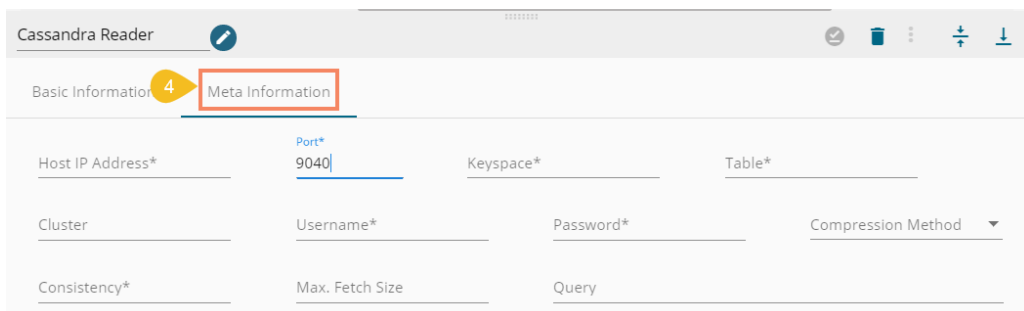 Cassandra Reader
Basic Information 4 Meta Information
Port*
Host IP Address* 9040 Keyspace* Table*
Cluster Username* Password* Compression Method
Consistency* Max. Fetch Size Query